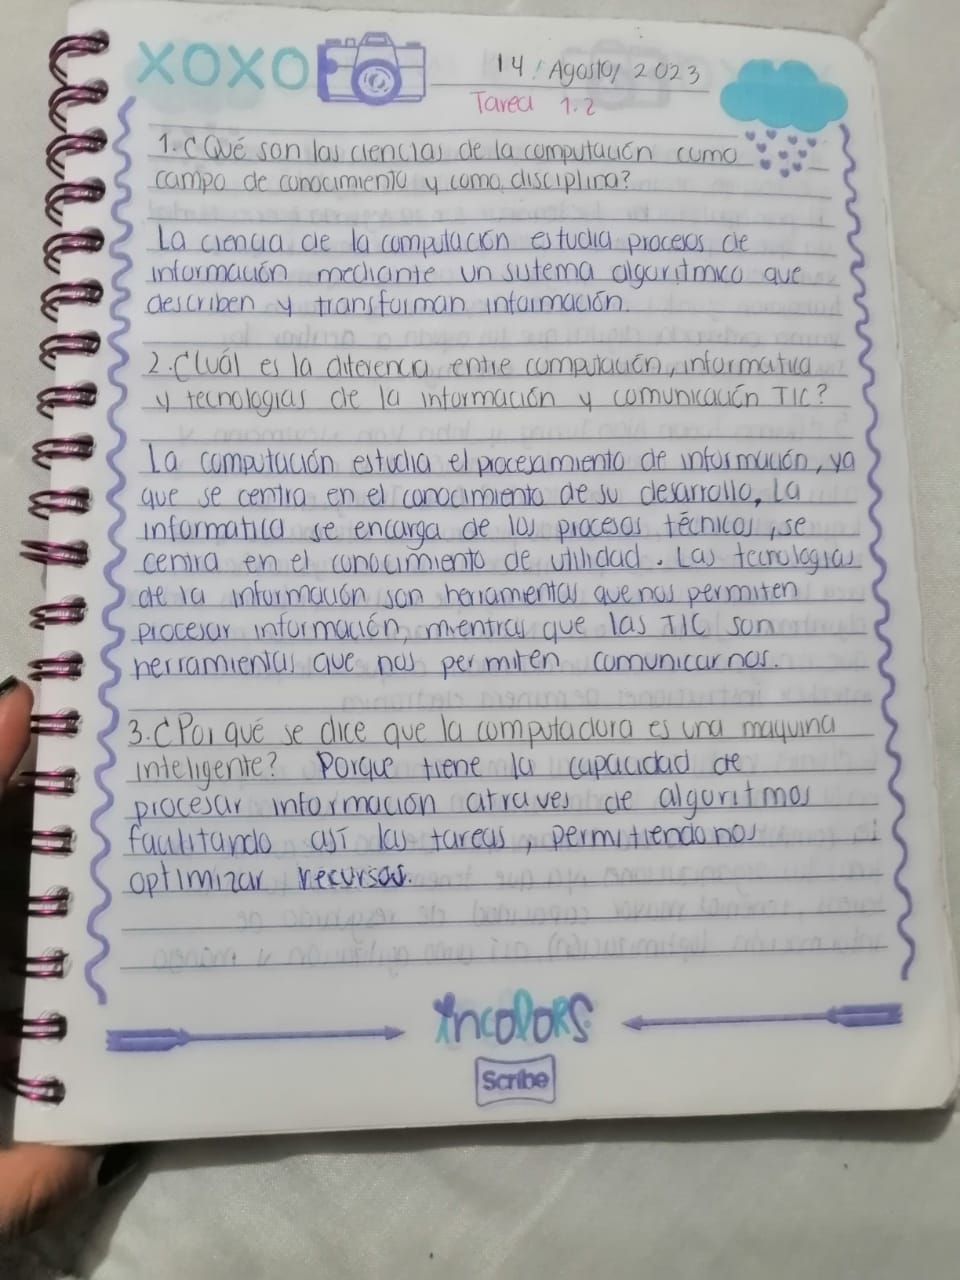 XOXO
14 / Agosto / 2023
Tarea 1.2
1. ¿Qué son las ciencias de la computación como
campo de conocimiento y como disciplina?
La ciencia de la computación estudia procesos de
información mediante un sistema algorítmico que
describen y transforman información.
2. ¿Cuál es la diferencia entre computación, informatica
y tecnologias de la información y comunicación TIC?
La computación estudia el procesamiento de información, ya
que se centra en el conocimiento de su desarrollo, La
informatica se encarga de los procesos técnicos, se
centra en el conocimiento de utilidad. Las tecnologías
de la información son herramientas que nos permiten
procesar información, mientras que las TIC son
herramientas que nos permiten comunicarnos.
3. ¿Por qué se dice que la computadora es una maquina
inteligente? Porque tiene la capacidad de
procesar información atraves de algoritmos
facilitando así las tareas, permitiendonos
optimizar recursos.
incolors
Scribe